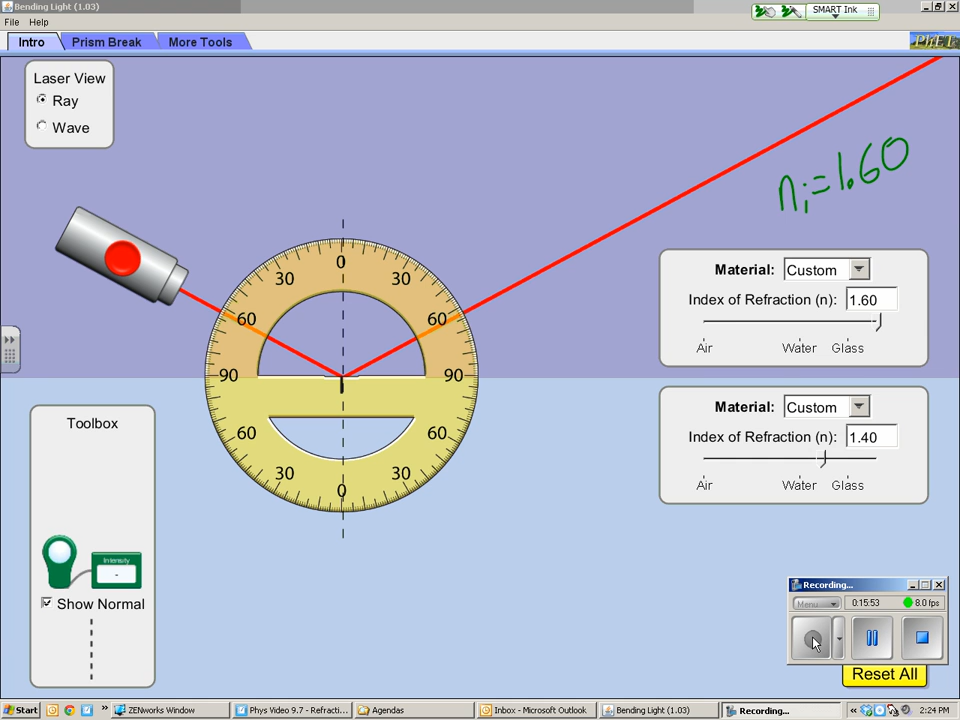 Bending Light (1.03)
SMART Ink
File Help
Intro Prism Break More Tools
PhET
Laser View
Ray
Wave
nᵢ=1.60
0
30 30
60 60
90 90
60 60
30 30
0
Material: Custom
Index of Refraction (n): 1.60
Air Water Glass
Material: Custom
Index of Refraction (n): 1.40
Air Water Glass
Toolbox
Intensity
-
Show Normal
Recording...
Menu 0:15:53 8.0 fps
Reset All
Start ZENworks Window Phys Video 9.7 - Refracti... Agendas Inbox - Microsoft Outlook Bending Light (1.03) Recording... 2:24 PM